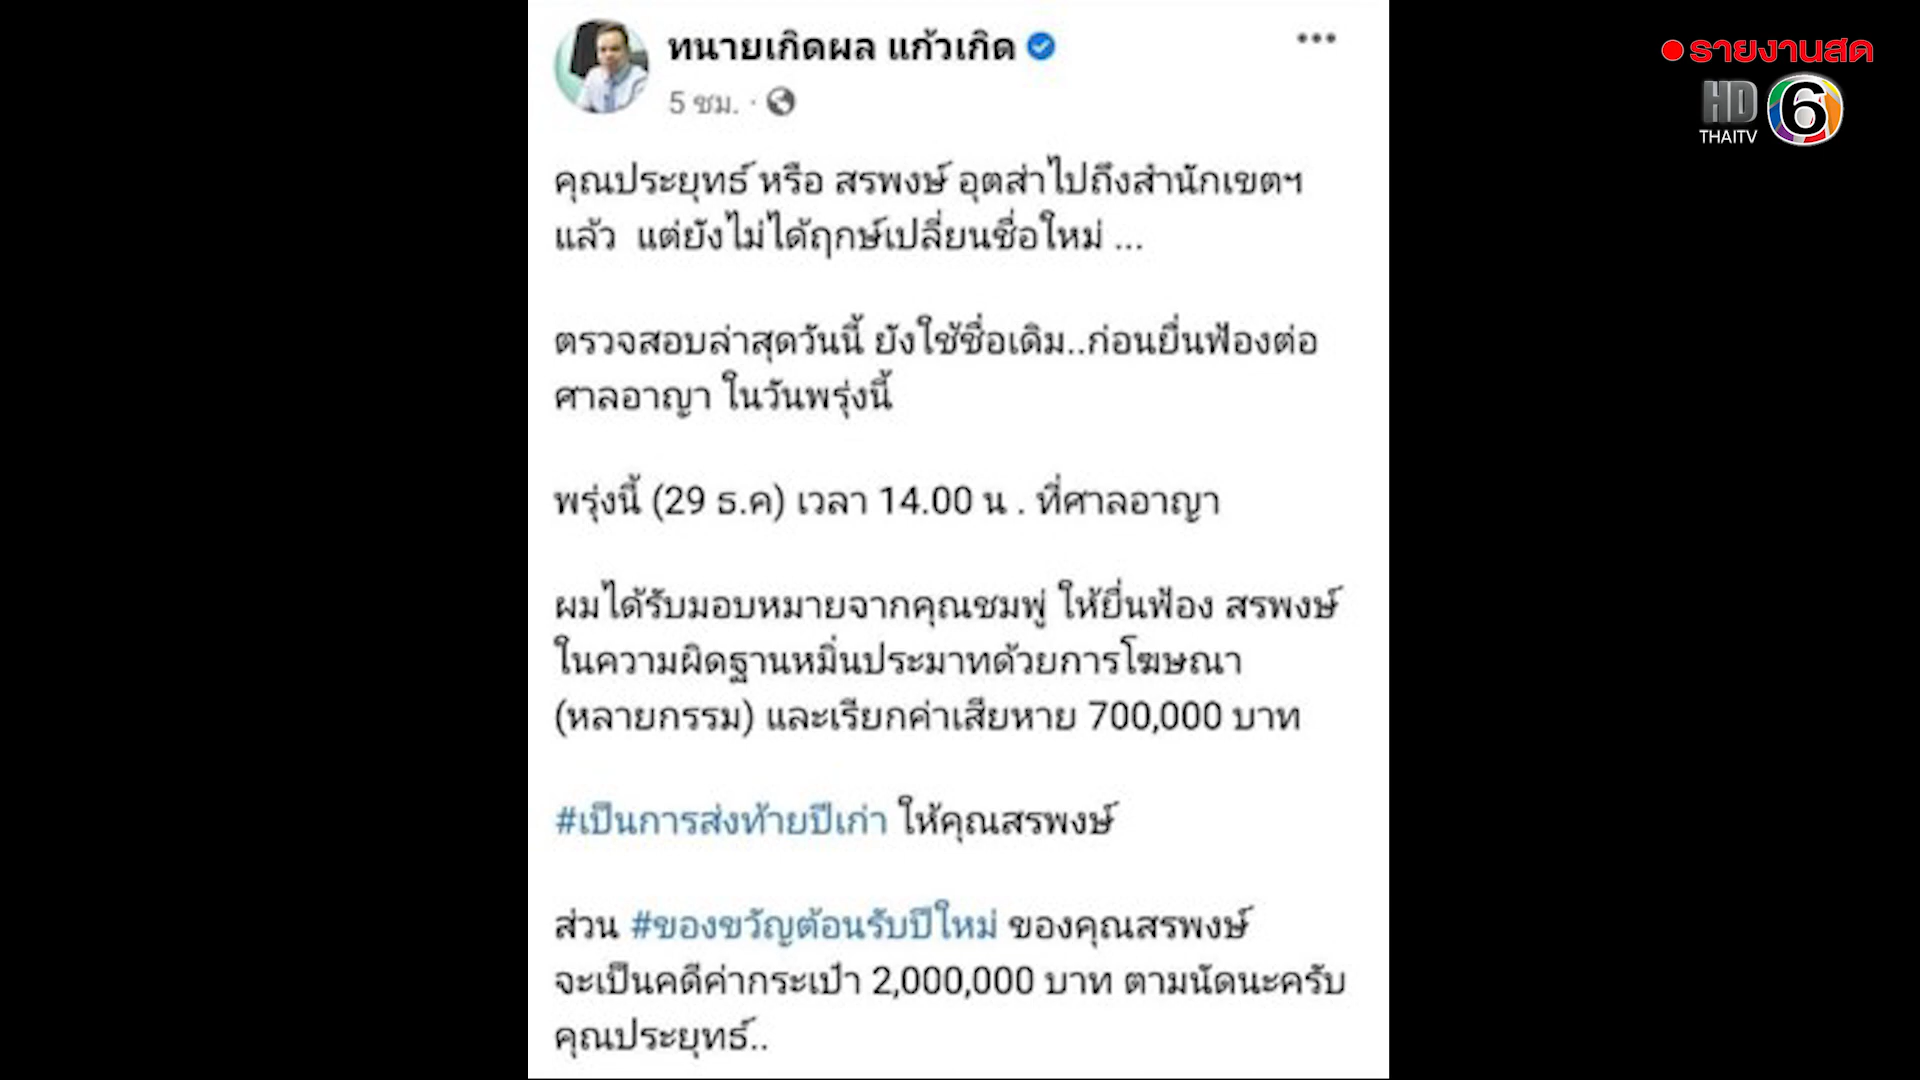 ทนายเกิดผล แก้วเกิด
5 ชม. ·
รายงานสด
HD
THAITV
6
คุณประยุทธ์ หรือ สรพงษ์ อุตส่าไปถึงสำนักเขตฯ
แล้ว แต่ยังไม่ได้ฤกษ์เปลี่ยนชื่อใหม่ ...
ตรวจสอบล่าสุดวันนี้ ยังใช้ชื่อเดิม..ก่อนยื่นฟ้องต่อ
ศาลอาญา ในวันพรุ่งนี้
พรุ่งนี้ (29 ธ.ค) เวลา 14.00 น . ที่ศาลอาญา
ผมได้รับมอบหมายจากคุณชมพู่ ให้ยื่นฟ้อง สรพงษ์
ในความผิดฐานหมิ่นประมาทด้วยการโฆษณา
(หลายกรรม) และเรียกค่าเสียหาย 700,000 บาท
#เป็นการส่งท้ายปีเก่า ให้คุณสรพงษ์
ส่วน #ของขวัญต้อนรับปีใหม่ ของคุณสรพงษ์
จะเป็นคดีค่ากระเป๋า 2,000,000 บาท ตามนัดนะครับ
คุณประยุทธ์..